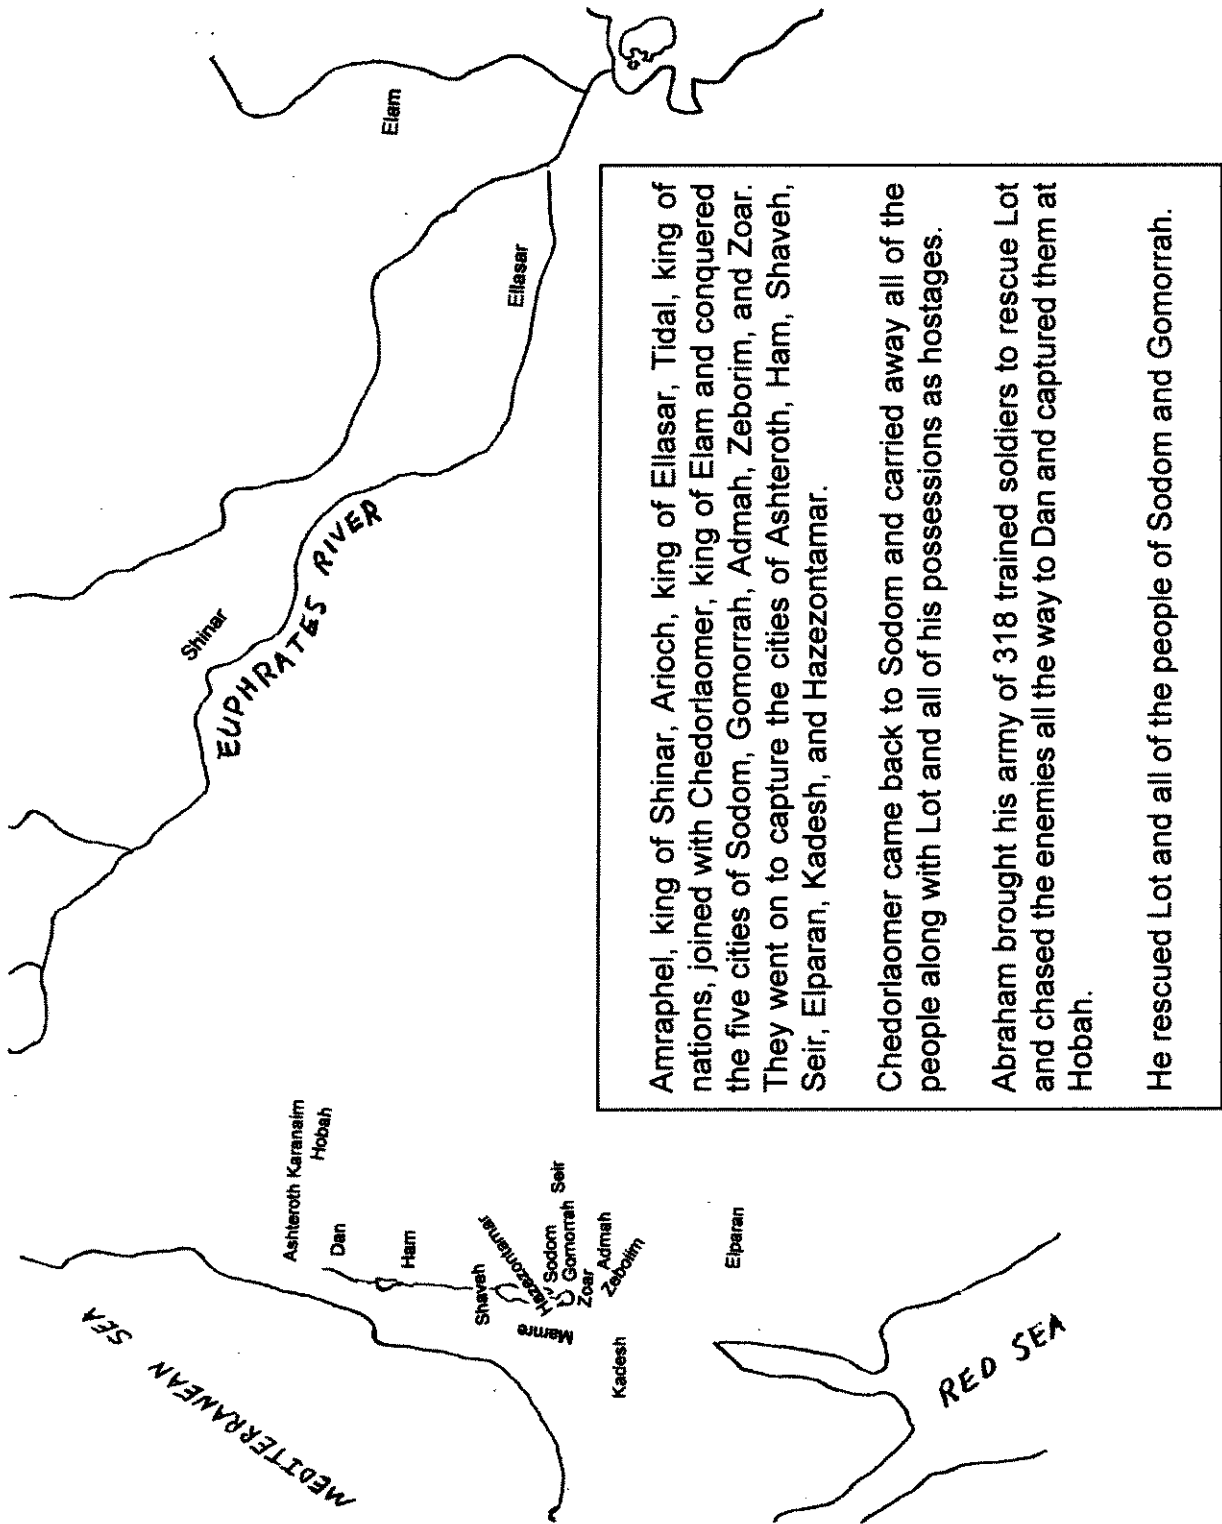 MEDITERRANEAN SEA
Ashteroth Karanaim
Hobah
Dan
Ham
Shaveh
Hazezontamar
Mamre
Sodom
Gomorrah
Seir
Zoar
Admah
Zeboiim
Kadesh
Elparan
RED SEA
Shinar
EUPHRATES RIVER
Elam
Ellasar
Amraphel, king of Shinar, Arioch, king of Ellasar, Tidal, king of
nations, joined with Chedorlaomer, king of Elam and conquered
the five cities of Sodom, Gomorrah, Admah, Zeborim, and Zoar.
They went on to capture the cities of Ashteroth, Ham, Shaveh,
Seir, Elparan, Kadesh, and Hazezontamar.
Chedorlaomer came back to Sodom and carried away all of the
people along with Lot and all of his possessions as hostages.
Abraham brought his army of 318 trained soldiers to rescue Lot
and chased the enemies all the way to Dan and captured them at
Hobah.
He rescued Lot and all of the people of Sodom and Gomorrah.